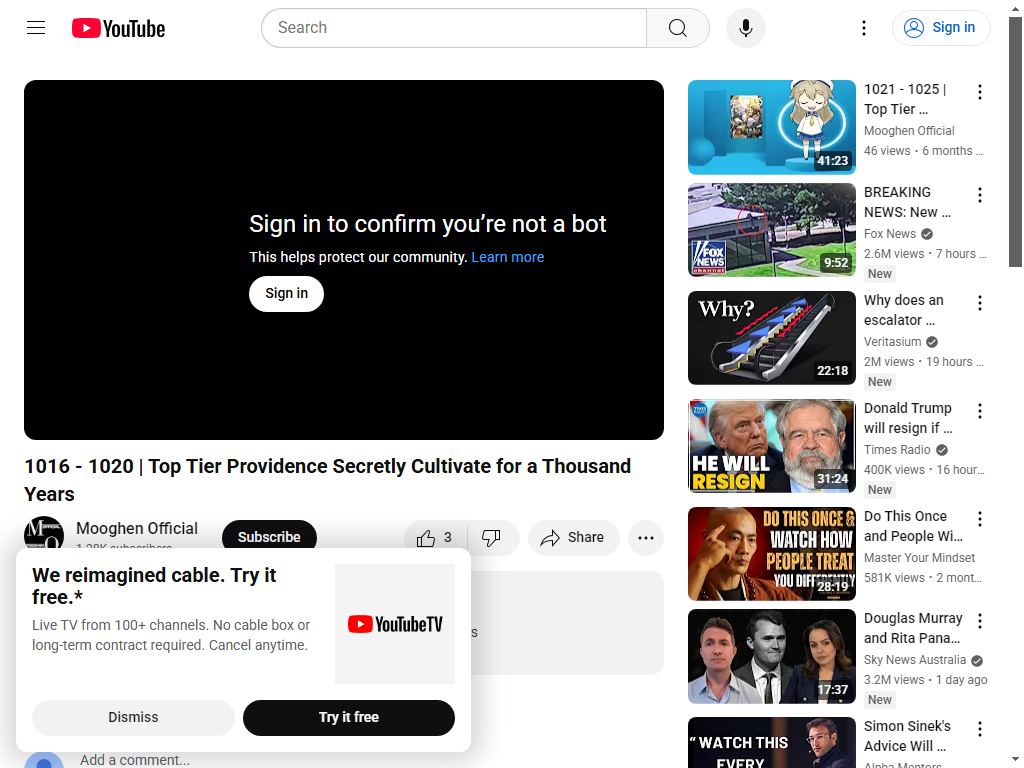 YouTube
Search
Sign in
Sign in to confirm you're not a bot
This helps protect our community. Learn more
Sign in
1016 - 1020 | Top Tier Providence Secretly Cultivate for a Thousand
Years
Mooghen Official
Subscribe
3
Share
We reimagined cable. Try it
free.*
Live TV from 100+ channels. No cable box or
long-term contract required. Cancel anytime.
YouTubeTV
Dismiss
Try it free
Add a comment...
41:23
1021 - 1025 |
Top Tier ...
Mooghen Official
46 views • 6 months ...
FOX
NEWS
channel
9:52
BREAKING
NEWS: New ...
Fox News
2.6M views • 7 hours ...
New
Why?
22:18
Why does an
escalator ...
Veritasium
2M views • 19 hours ...
New
TIMES
RADIO
HE WILL
RESIGN
31:24
Donald Trump
will resign if ...
Times Radio
400K views • 16 hour...
New
DO THIS ONCE &
WATCH HOW
PEOPLE TREAT
YOU DIFFERENTLY
28:19
Do This Once
and People Wi...
Master Your Mindset
581K views • 2 mont...
17:37
Douglas Murray
and Rita Pana...
Sky News Australia
3.2M views • 1 day ago
New
"WATCH THIS
EVERY
Simon Sinek's
Advice Will ...
Alpha Mentors